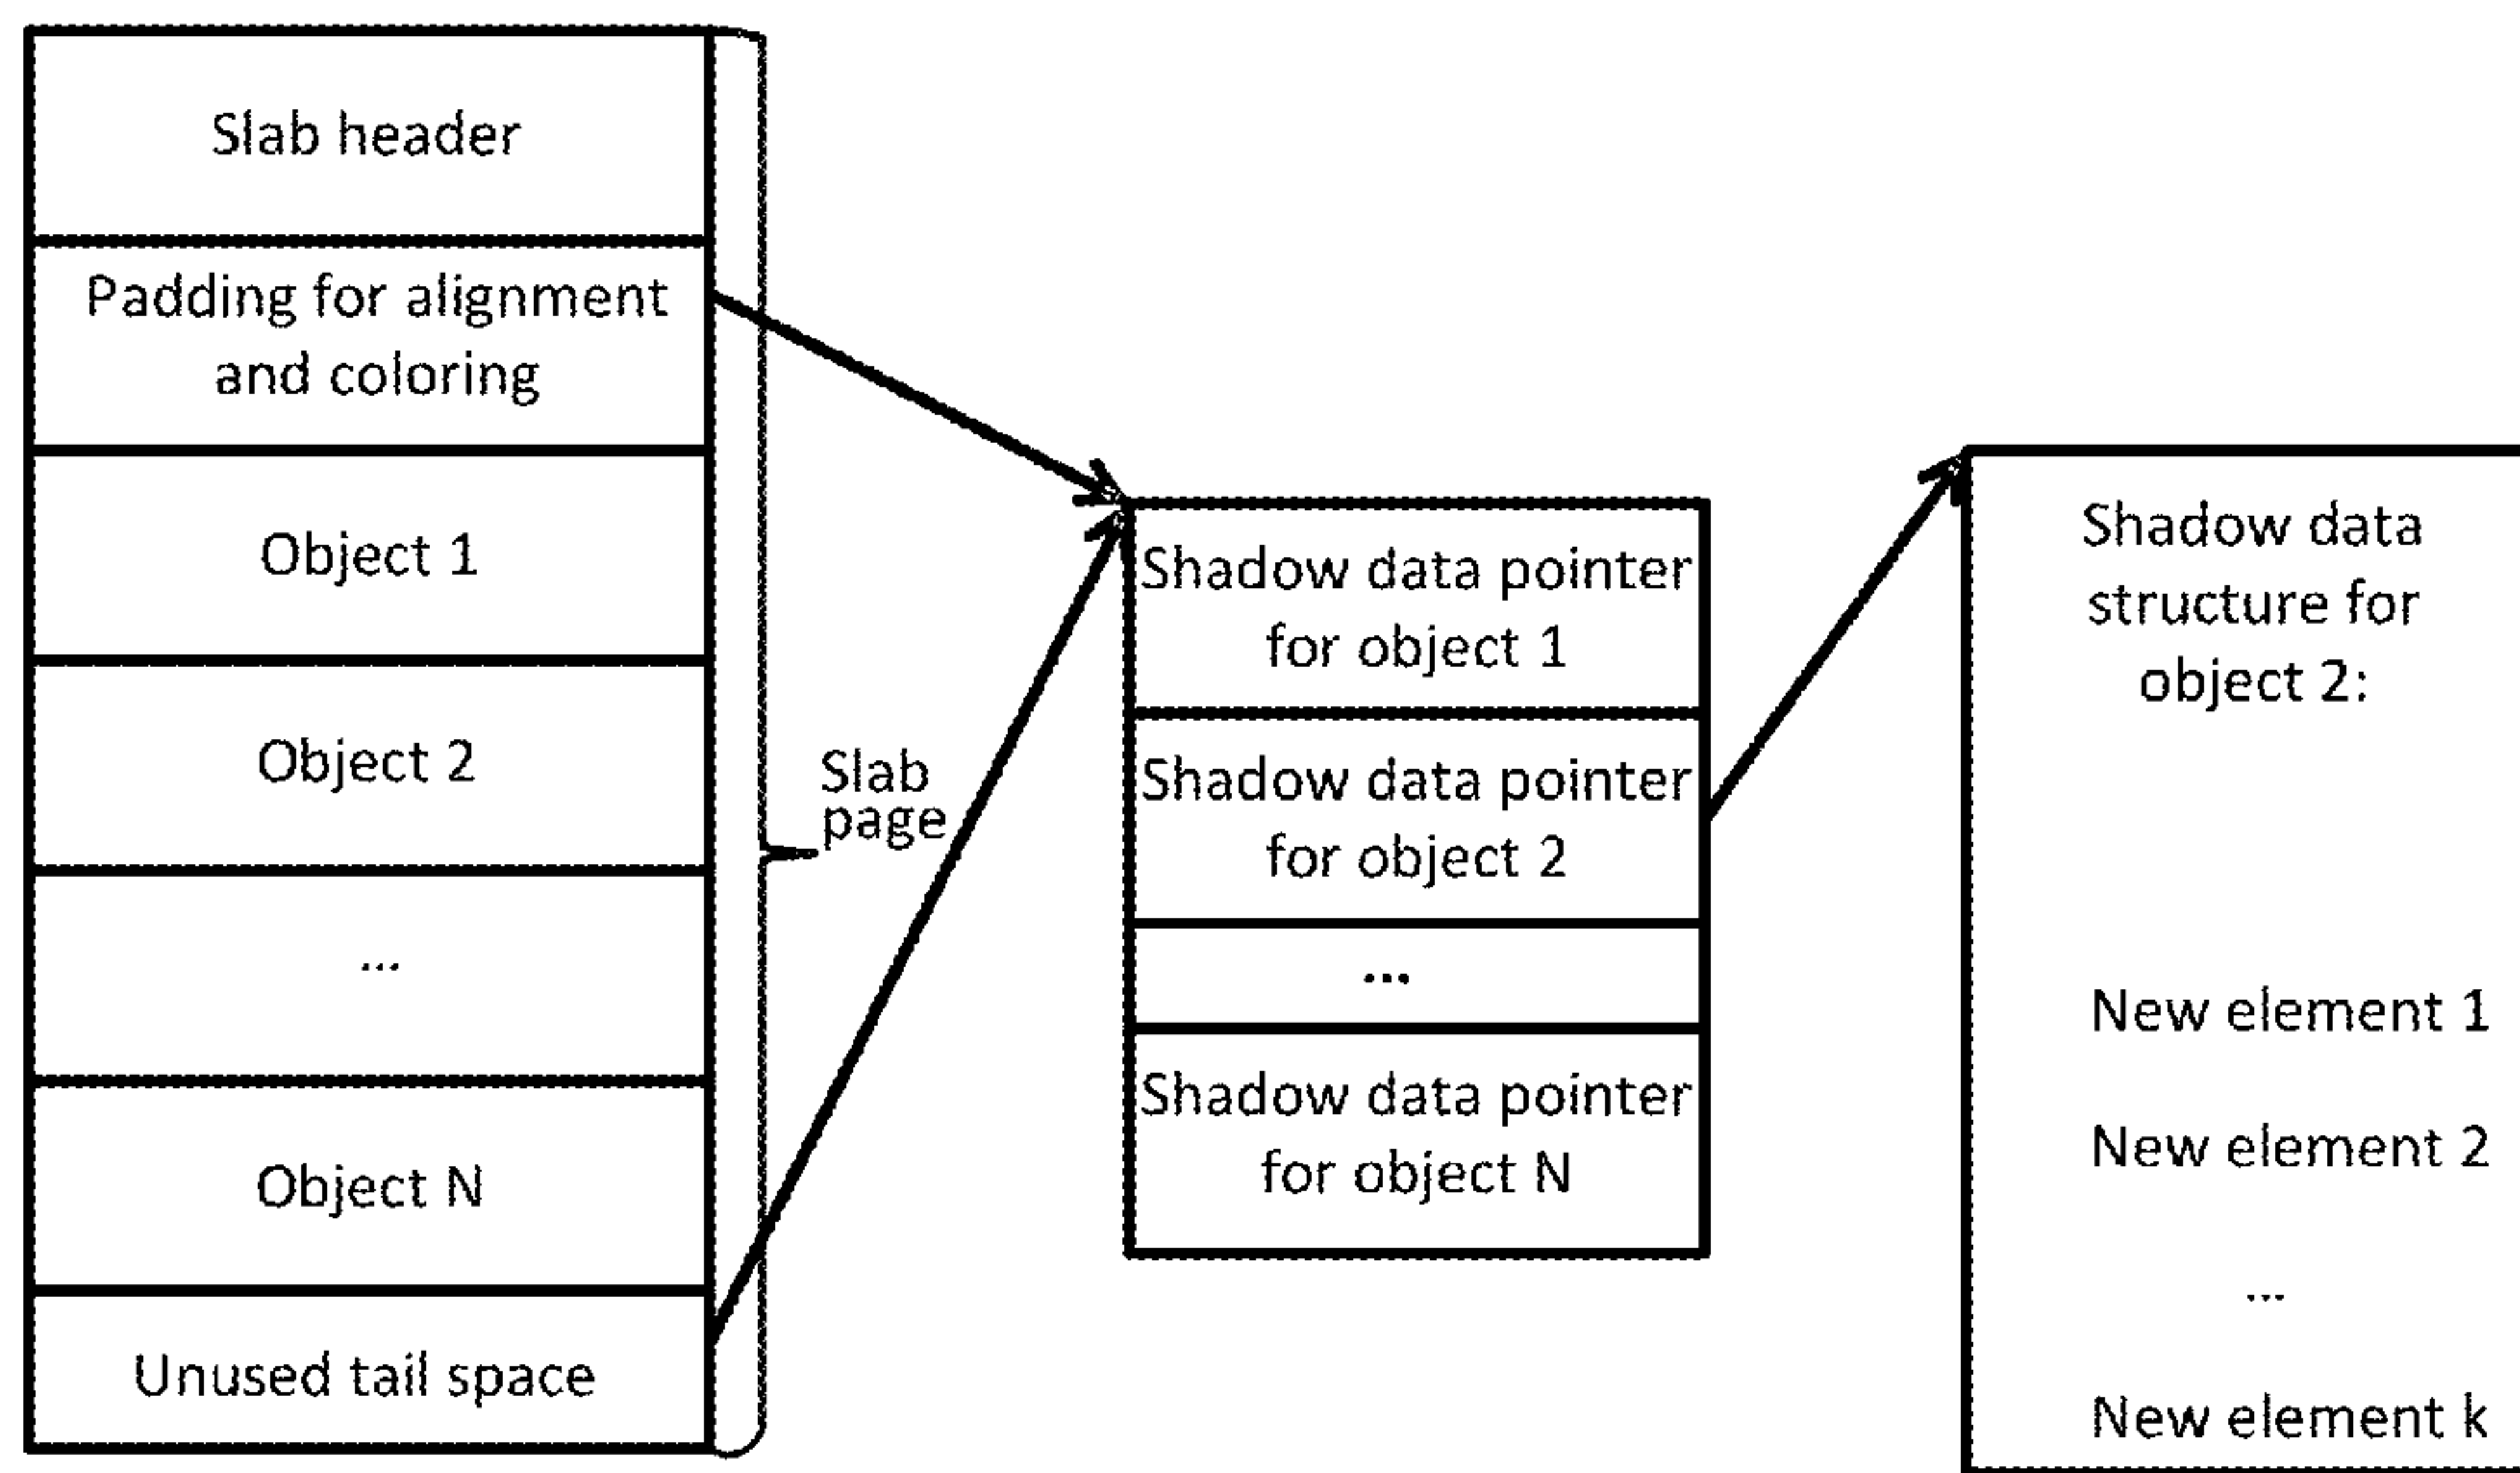 Slab header
Padding for alignment
and coloring
Object 1
Object 2
...
Object N
Unused tail space
Slab
page
Shadow data pointer
for object 1
Shadow data pointer
for object 2
...
Shadow data pointer
for object N
Shadow data
structure for
object 2:
New element 1
New element 2
...
New element k